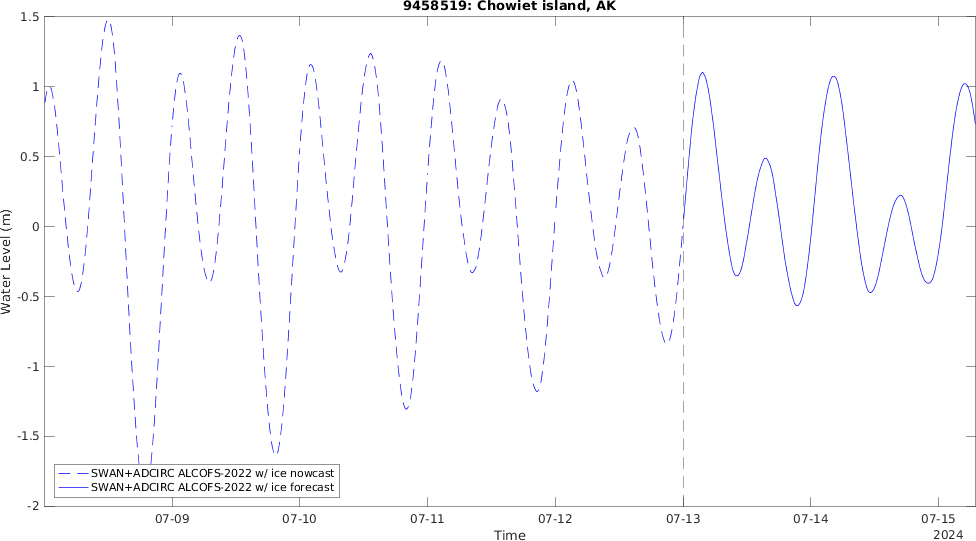 9458519: Chowiet island, AK
1.5
1
0.5
0
-0.5
-1
-1.5
-2
Water Level (m)
SWAN+ADCIRC ALCOFS-2022 w/ ice nowcast
SWAN+ADCIRC ALCOFS-2022 w/ ice forecast
07-09 07-10 07-11 07-12 07-13 07-14 07-15
Time
2024